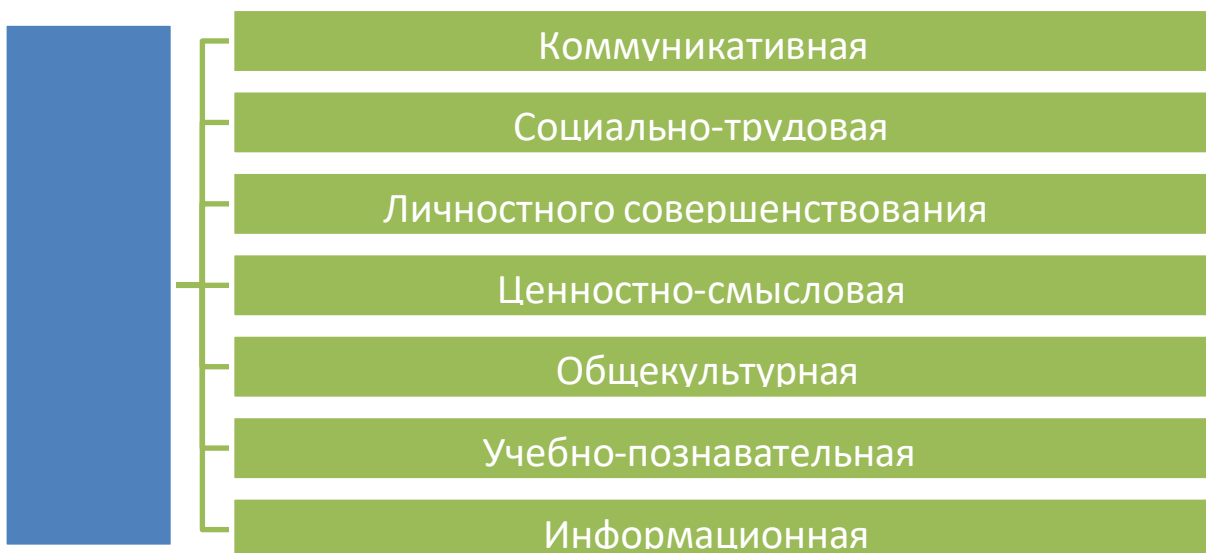 Коммуникативная
Социально-трудовая
Личностного совершенствования
Ценностно-смысловая
Общекультурная
Учебно-познавательная
Информационная